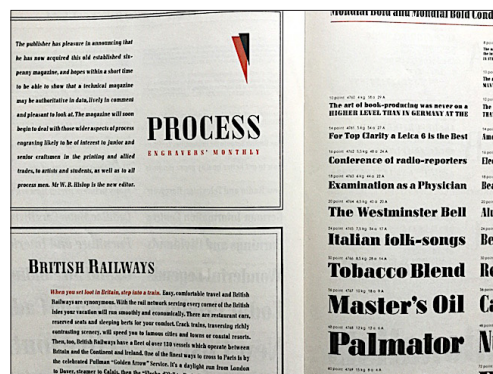 The publisher has pleasure in announcing that
he has now acquired this old established six-
penny magazine, and hopes within a short time
to be able to show that a technical magazine
may be authoritative in data, lively in comment
and pleasant to look at. The magazine will soon
begin to deal with those wider aspects of process
engraving likely to be of interest to junior and
senior craftsmen in the printing and allied
trades, to artists and students, as well as to all
process men. Mr W. B. Hislop is the new editor.
PROCESS
ENGRAVERS' MONTHLY
BRITISH RAILWAYS
When you set foot in Britain, step into a train. Easy, comfortable travel and British
Railways are synonymous. With the rail network serving every corner of the British
Isles your vacation will run smoothly and economically. There are restaurant cars,
reserved seats and sleeping berths for your comfort. Crack trains, traversing richly
contrasting scenery, will speed you to famous cities and towns or coastal resorts.
Then, too, British Railways have a fleet of over 130 vessels which operate between
Britain and the Continent and Ireland. One of the finest ways to cross to Paris is by
the celebrated Pullman "Golden Arrow" Service. It's a daylight run from London
to Dover, steamer to Calais, then the
Mondial Bold and Mondial Bold Cond
The art of book-producing was never on a
HIGHER LEVEL THAN IN GERMANY AT THE
For Top Clarity a Leica 6 is the Best
Conference of radio-reporters
Examination as a Physician
The Westminster Bell
Italian folk-songs
Tobacco Blend
Master's Oil
Palmator